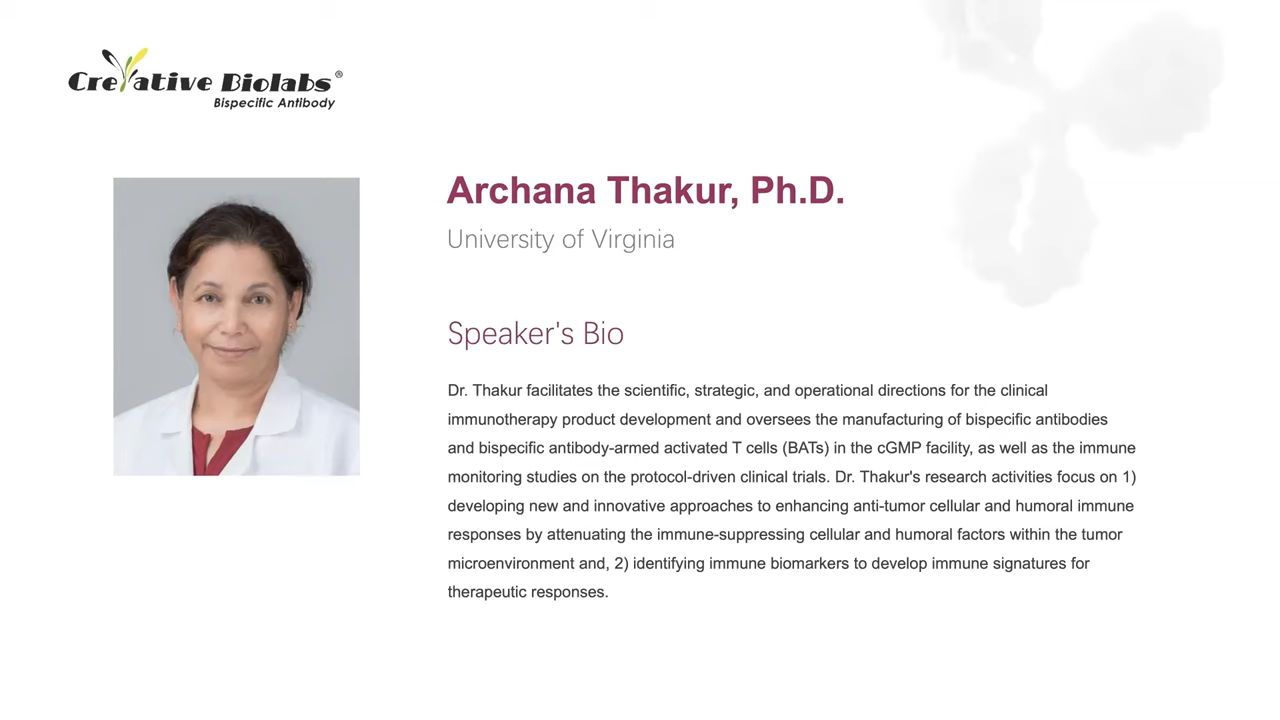 Creative Biolabs®
Bispecific Antibody
Archana Thakur, Ph.D.
University of Virginia
Speaker's Bio
Dr. Thakur facilitates the scientific, strategic, and operational directions for the clinical
immunotherapy product development and oversees the manufacturing of bispecific antibodies
and bispecific antibody-armed activated T cells (BATs) in the cGMP facility, as well as the immune
monitoring studies on the protocol-driven clinical trials. Dr. Thakur's research activities focus on 1)
developing new and innovative approaches to enhancing anti-tumor cellular and humoral immune
responses by attenuating the immune-suppressing cellular and humoral factors within the tumor
microenvironment and, 2) identifying immune biomarkers to develop immune signatures for
therapeutic responses.